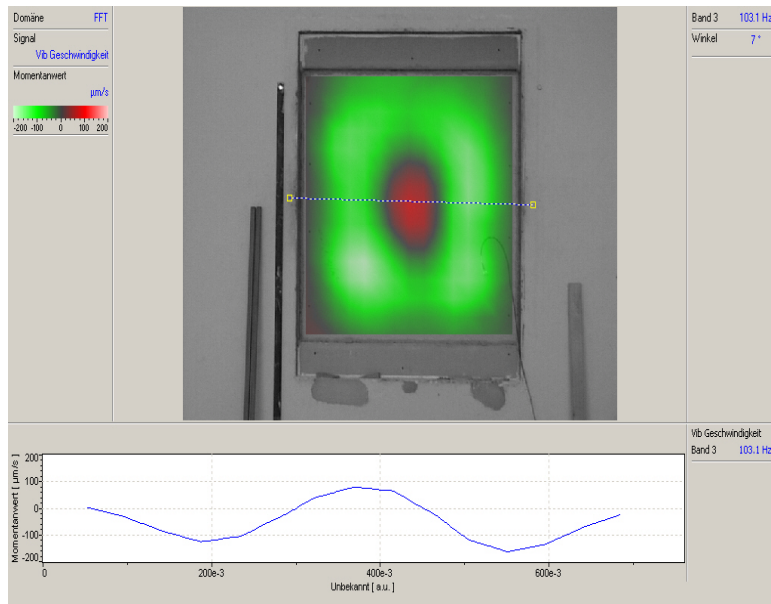 Domäne FFT
Signal
Vib Geschwindigkeit
Momentanwert
µm/s
-200 -100 0 100 200
Band 3 103.1 Hz
Winkel 7 °
Vib Geschwindigkeit
Band 3 103.1 Hz
Momentanwert [ µm/s ]
200
100
0
-100
-200
0 200e-3 400e-3 600e-3
Unbekannt [ a.u. ]